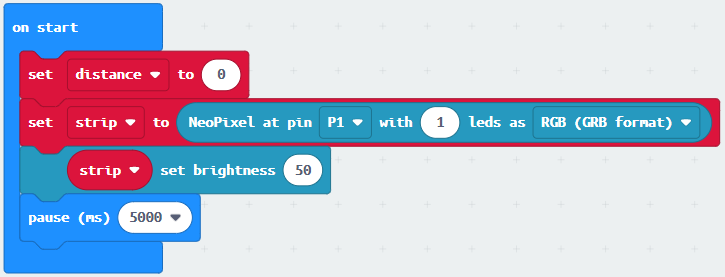 on start
set distance to 0
set strip to NeoPixel at pin P1 with 1 leds as RGB (GRB format)
strip set brightness 50
pause (ms) 5000